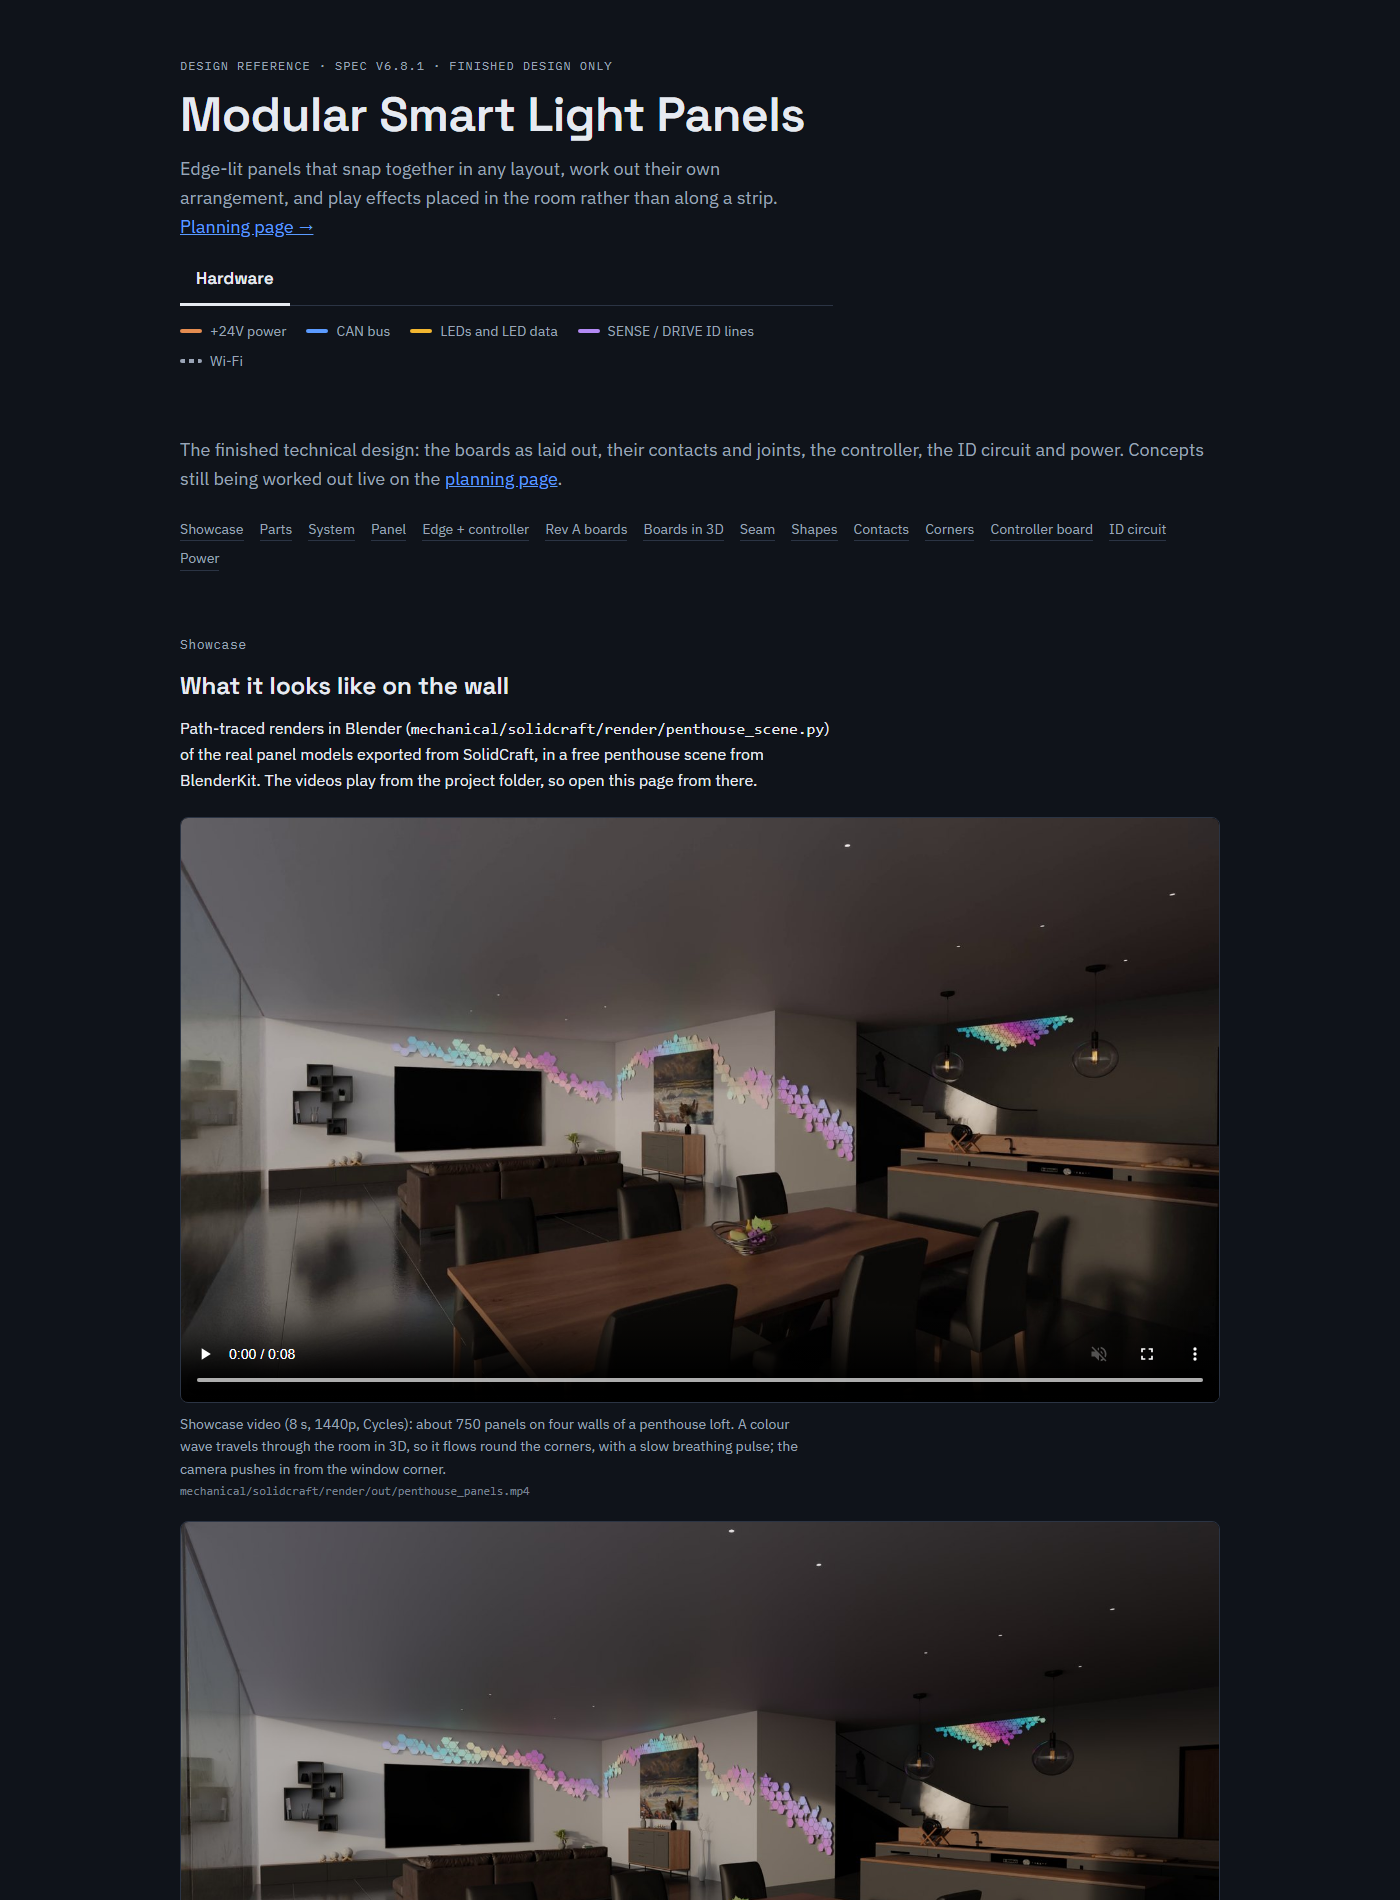 DESIGN REFERENCE · SPEC V6.8.1 · FINISHED DESIGN ONLY
Modular Smart Light Panels
Edge-lit panels that snap together in any layout, work out their own
arrangement, and play effects placed in the room rather than along a strip.
Planning page →
Hardware
+24V power CAN bus LEDs and LED data SENSE / DRIVE ID lines
Wi-Fi
The finished technical design: the boards as laid out, their contacts and joints, the controller, the ID circuit and power. Concepts
still being worked out live on the planning page.
Showcase Parts System Panel Edge + controller Rev A boards Boards in 3D Seam Shapes Contacts Corners Controller board ID circuit
Power
Showcase
What it looks like on the wall
Path-traced renders in Blender (mechanical/solidcraft/render/penthouse_scene.py)
of the real panel models exported from SolidCraft, in a free penthouse scene from
BlenderKit. The videos play from the project folder, so open this page from there.
0:00 / 0:08
Showcase video (8 s, 1440p, Cycles): about 750 panels on four walls of a penthouse loft. A colour
wave travels through the room in 3D, so it flows round the corners, with a slow breathing pulse; the
camera pushes in from the window corner.
mechanical/solidcraft/render/out/penthouse_panels.mp4